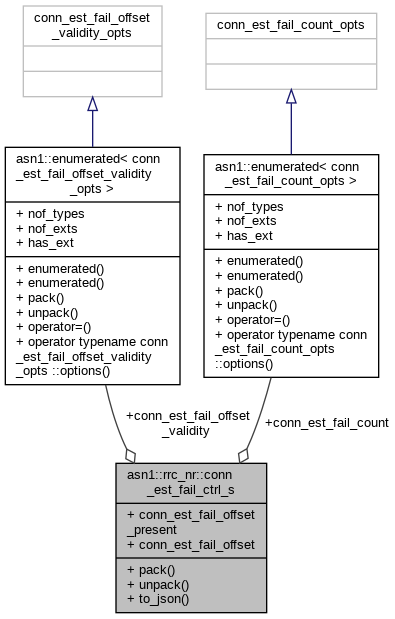 conn_est_fail_offset
_validity_opts
conn_est_fail_count_opts
asn1::enumerated< conn
_est_fail_offset_validity
_opts >
+ nof_types
+ nof_exts
+ has_ext
+ enumerated()
+ enumerated()
+ pack()
+ unpack()
+ operator=()
+ operator typename conn
_est_fail_offset_validity
_opts ::options()
asn1::enumerated< conn
_est_fail_count_opts >
+ nof_types
+ nof_exts
+ has_ext
+ enumerated()
+ enumerated()
+ pack()
+ unpack()
+ operator=()
+ operator typename conn
_est_fail_count_opts
::options()
+conn_est_fail_offset
_validity
+conn_est_fail_count
asn1::rrc_nr::conn
_est_fail_ctrl_s
+ conn_est_fail_offset
_present
+ conn_est_fail_offset
+ pack()
+ unpack()
+ to_json()